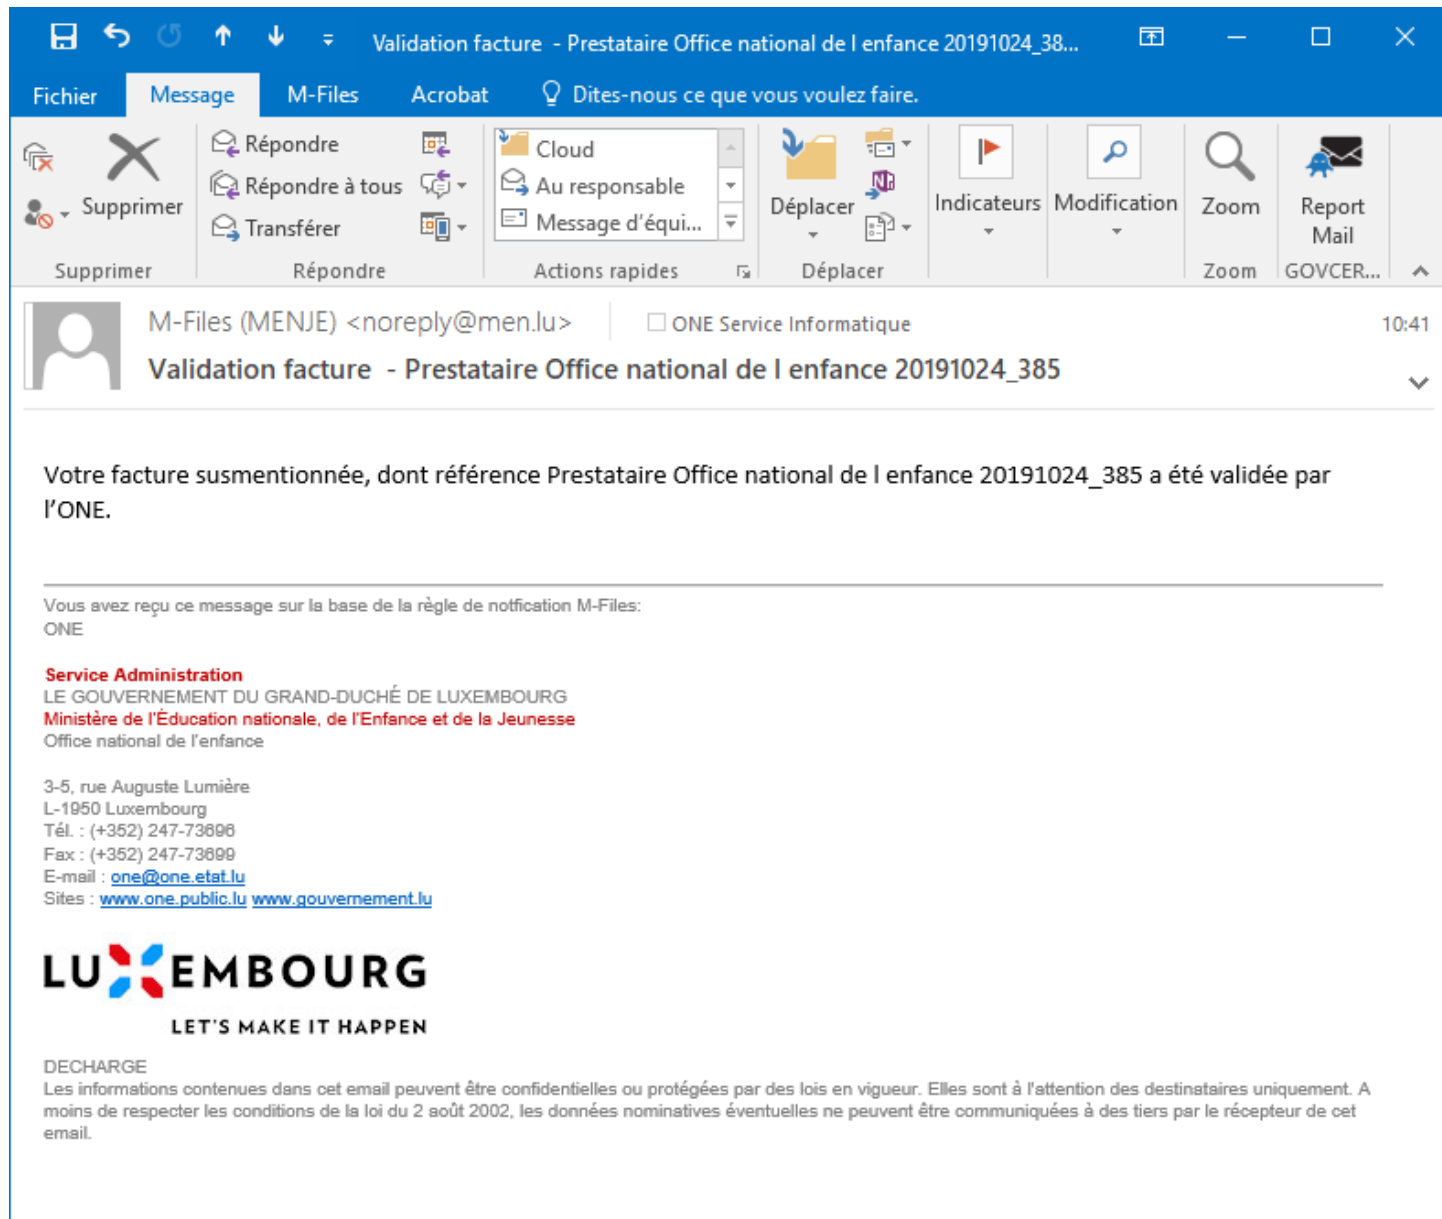 Validation facture - Prestataire Office national de l enfance 20191024_38...
Fichier Message M-Files Acrobat Dites-nous ce que vous voulez faire.
Supprimer
Répondre
Répondre à tous
Transférer
Cloud
Au responsable
Message d'équi...
Déplacer
Indicateurs
Modification
Zoom
Report
Mail
Supprimer Répondre Actions rapides Déplacer Zoom GOVCER...
M-Files (MENJE) <noreply@men.lu> ONE Service Informatique 10:41
Validation facture - Prestataire Office national de l enfance 20191024_385
Votre facture susmentionnée, dont référence Prestataire Office national de l enfance 20191024_385 a été validée par
l'ONE.
Vous avez reçu ce message sur la base de la règle de notfication M-Files:
ONE
Service Administration
LE GOUVERNEMENT DU GRAND-DUCHÉ DE LUXEMBOURG
Ministère de l'Éducation nationale, de l'Enfance et de la Jeunesse
Office national de l'enfance
3-5, rue Auguste Lumière
L-1950 Luxembourg
Tél. : (+352) 247-73696
Fax : (+352) 247-73699
E-mail : one@one.etat.lu
Sites : www.one.public.lu www.gouvernement.lu
LUXEMBOURG
LET'S MAKE IT HAPPEN
DECHARGE
Les informations contenues dans cet email peuvent être confidentielles ou protégées par des lois en vigueur. Elles sont à l'attention des destinataires uniquement. A
moins de respecter les conditions de la loi du 2 août 2002, les données nominatives éventuelles ne peuvent être communiquées à des tiers par le récepteur de cet
email.